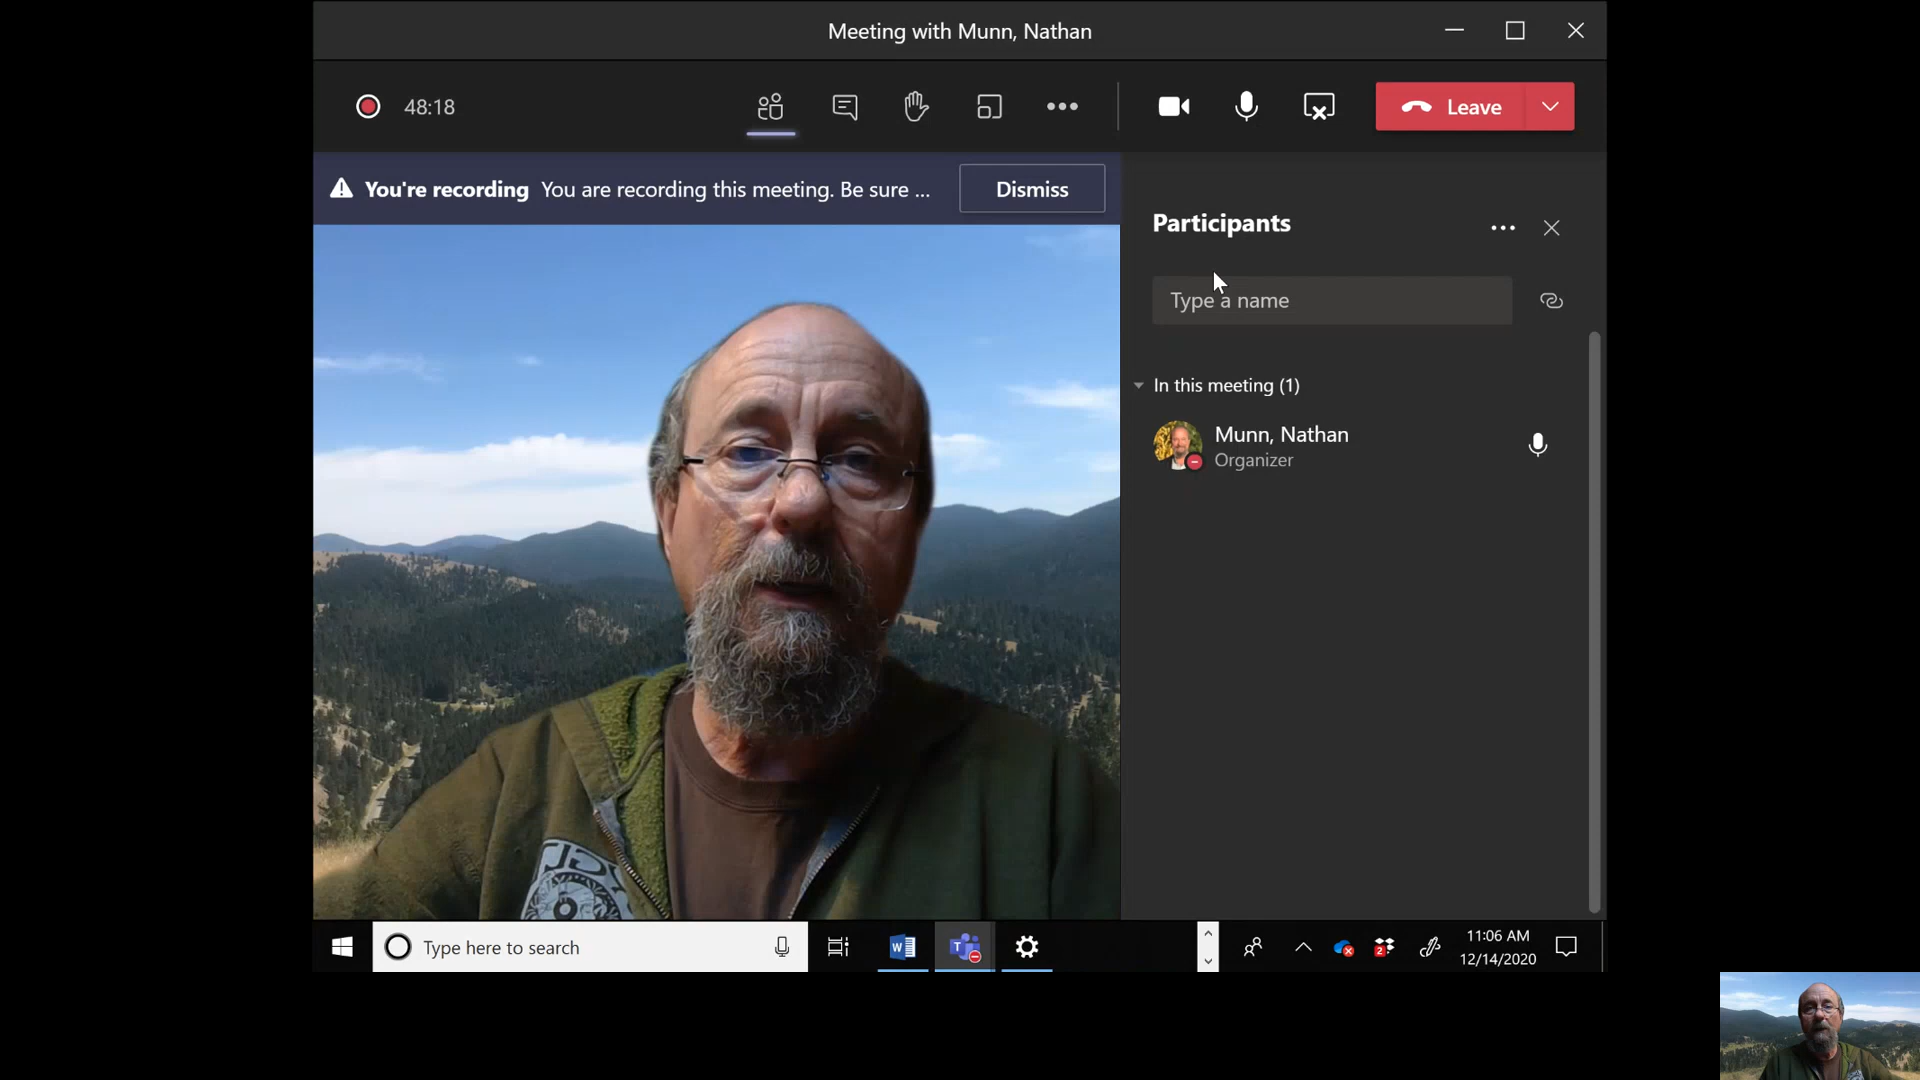 Meeting with Munn, Nathan
48:18
Leave
You're recording You are recording this meeting. Be sure ...
Dismiss
Participants
Type a name
In this meeting (1)
Munn, Nathan
Organizer
Type here to search
W
T
2
11:06 AM
12/14/2020